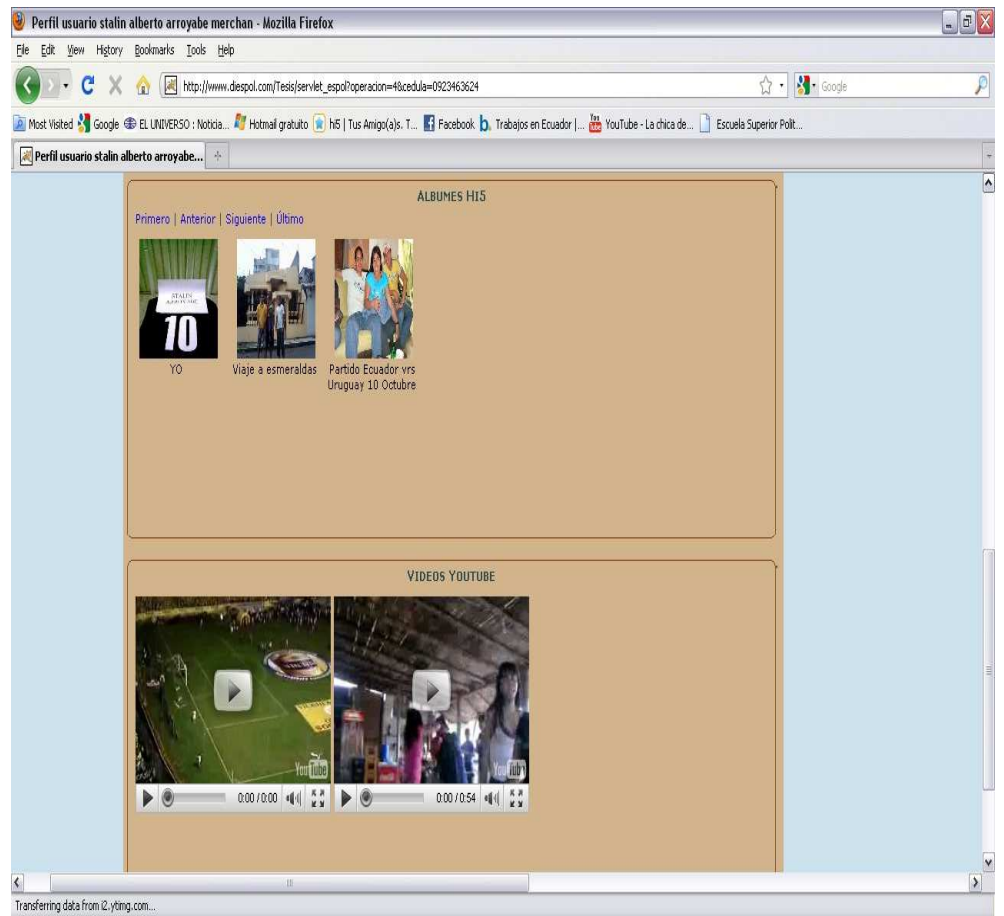 Perfil usuario stalin alberto arroyabe merchan - Mozilla Firefox
File Edit View History Bookmarks Tools Help
http://www.diespol.com/Tesis/servlet_espol?operacion=4&cedula=0923463624
Google
Most Visited Google EL UNIVERSO : Noticia... Hotmail gratuito hi5 | Tus Amigo(a)s. T... Facebook Trabajos en Ecuador |... YouTube - La chica de... Escuela Superior Polit...
Perfil usuario stalin alberto arroyabe...
ALBUMES HI5
Primero | Anterior | Siguiente | Último
STALIN
10
YO
Viaje a esmeraldas
Partido Ecuador vrs
Uruguay 10 Octubre
VIDEOS YOUTUBE
YouTube
YouTub
0:00 / 0:00
0:00 / 0:54
Transferring data from i2.ytimg.com...